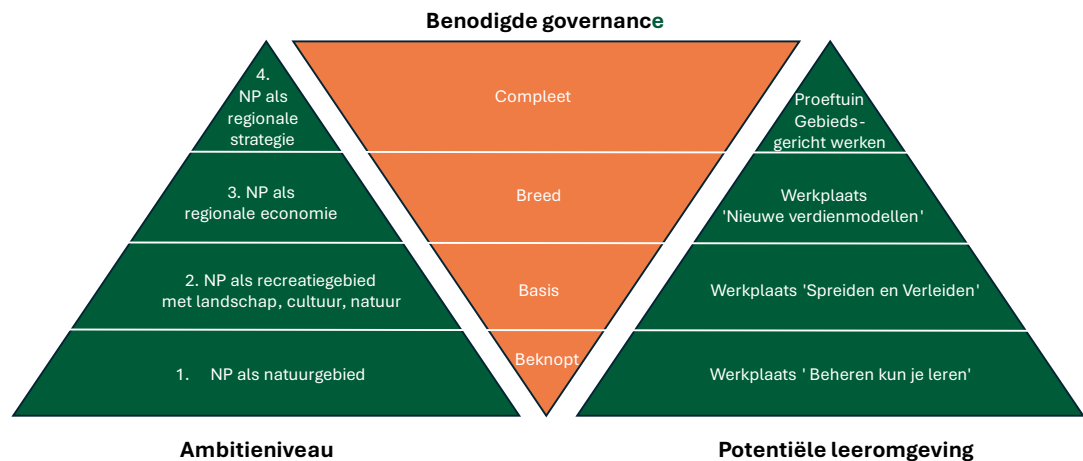 Benodigde governance
4.
NP als
regionale
strategie
3. NP als
regionale economie
2. NP als recreatiegebied
met landschap, cultuur, natuur
1. NP als natuurgebied
Compleet
Breed
Basis
Beknopt
Proeftuin
Gebieds-
gericht werken
Werkplaats
'Nieuwe verdienmodellen'
Werkplaats 'Spreiden en Verleiden'
Werkplaats ' Beheren kun je leren'
Ambitieniveau
Potentiële leeromgeving